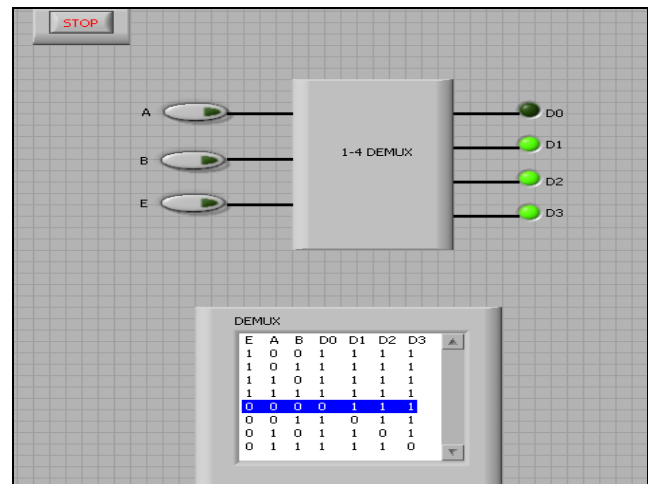 STOP
A
D0
D1
1-4 DEMUX
B
D2
E
D3
DEMUX
E A B D0 D1 D2 D3
1 0 0 1 1 1 1
1 0 1 1 1 1 1
1 1 0 1 1 1 1
1 1 1 1 1 1 1
0 0 0 0 1 1 1
0 0 1 1 0 1 1
0 1 0 1 1 0 1
0 1 1 1 1 1 0